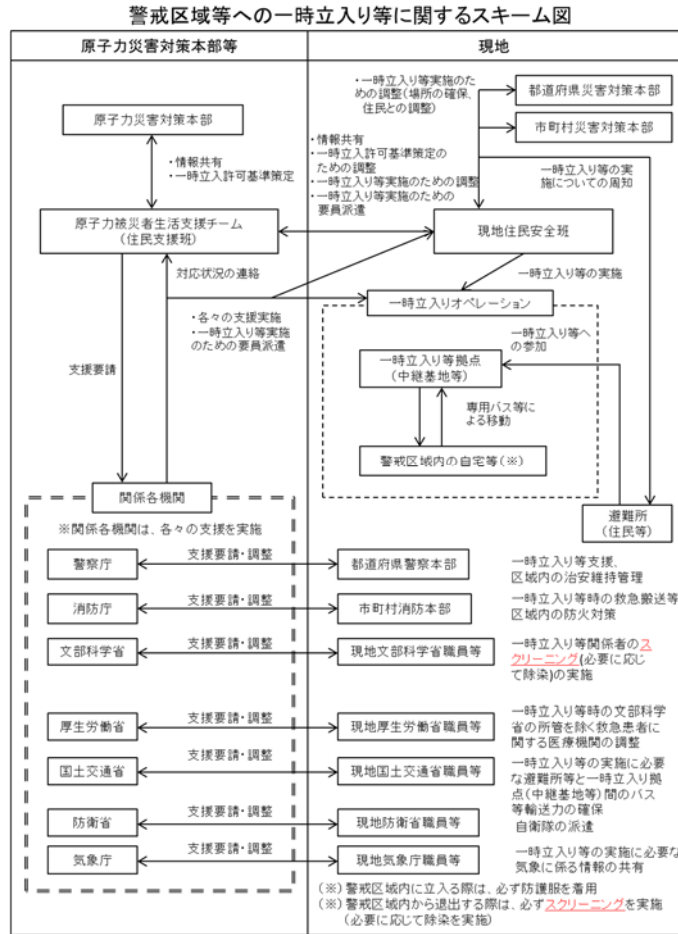 警戒区域等への一時立入り等に関するスキーム図
原子力災害対策本部等
現地
原子力災害対策本部
・情報共有
・一時立入許可基準策定
原子力被災者生活支援チーム
(住民支援班)
対応状況の連絡
・各々の支援実施
・一時立入り等実施
のための要員派遣
支援要請
・一時立入り等実施のた
めの調整(場所の確保、
住民との調整)
都道府県災害対策本部
市町村災害対策本部
・情報共有
・一時立入許可基準策定の
ための調整
・一時立入り等実施のための調整
・一時立入り等実施のための
要員派遣
一時立入り等の実
施についての周知
現地住民安全班
一時立入り等の実施
一時立入りオペレーション
一時立入り等への
の参加
一時立入り等拠点
(中継基地等)
専用バス等に
よる移動
警戒区域内の自宅等(※)
避難所
(住民等)
関係各機関
※関係各機関は、各々の支援を実施
警察庁
支援要請・調整
都道府県警察本部
一時立入り等支援、
区域内の治安維持管理
消防庁
支援要請・調整
市町村消防本部
一時立入り等時の救急搬送等
区域内の防火対策
文部科学省
支援要請・調整
現地文部科学省職員等
一時立入り等関係者のス
クリーニング(必要に応じ
て除染)の実施
厚生労働省
支援要請・調整
現地厚生労働省職員等
一時立入り等時の文部科学
省の所管を除く救急患者に
関する医療機関の調整
国土交通省
支援要請・調整
現地国土交通省職員等
一時立入り等の実施に必要
な避難所等と一時立入り拠
点(中継基地等)間のバス
等輸送力の確保
防衛省
支援要請・調整
現地防衛省職員等
自衛隊の派遣
気象庁
支援要請・調整
現地気象庁職員等
一時立入り等の実施に必要な
気象に係る情報の共有
(※)警戒区域内に立入る際は、必ず防護服を着用
(※)警戒区域内から退出する際は、必ずスクリーニングを実施
(必要に応じて除染を実施)